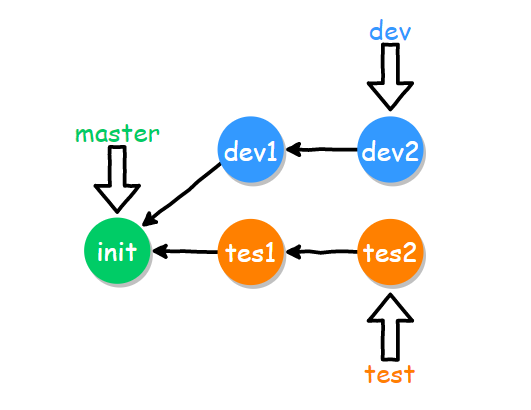 dev
master
dev1
dev2
init
tes1
tes2
test